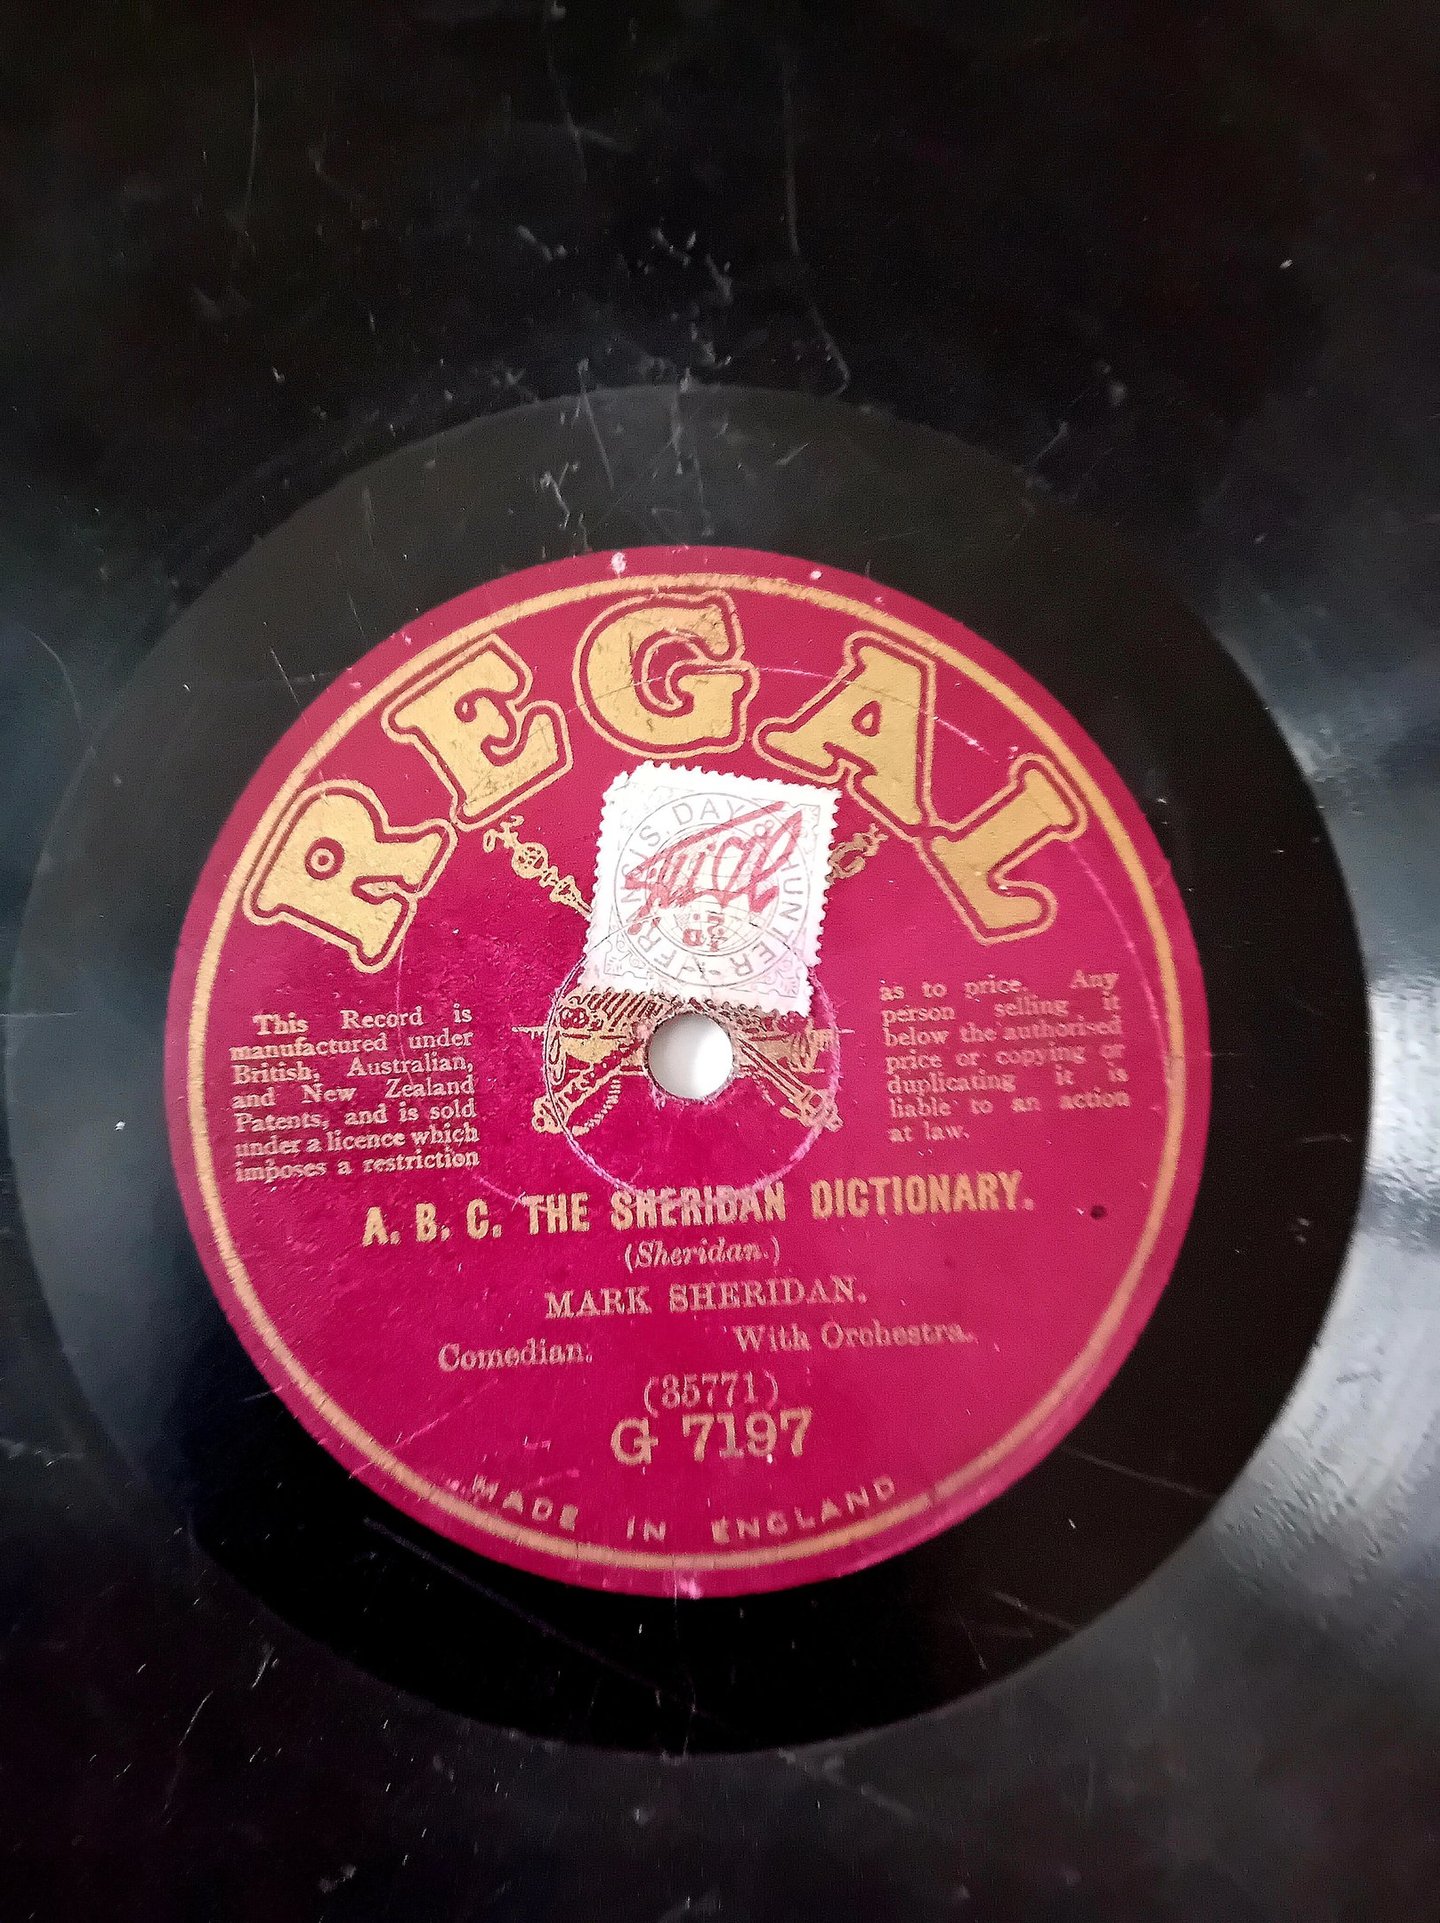 REGAL
FRANCIS, DAY & HUNTER
This Record is
manufactured under
British, Australian,
and New Zealand
Patents, and is sold
under a licence which
imposes a restriction
as to price. Any
person selling it
below the authorised
price or copying or
duplicating it is
liable to an action
at law.
A. B. C. THE SHERIDAN DICTIONARY.
(Sheridan.)
MARK SHERIDAN.
Comedian. With Orchestra.
(35771)
G 7197
MADE IN ENGLAND